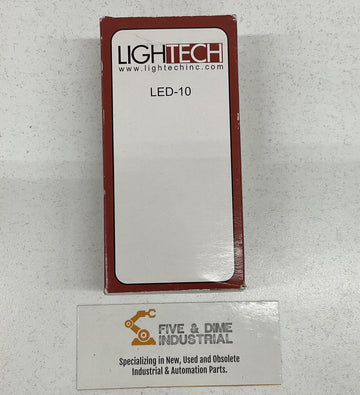 LIGHTECH
www.lightechinc.com
LED-10
FIVE & DIME
INDUSTRIAL
Specializing in New, Used and Obsolete
Industrial & Automation Parts.